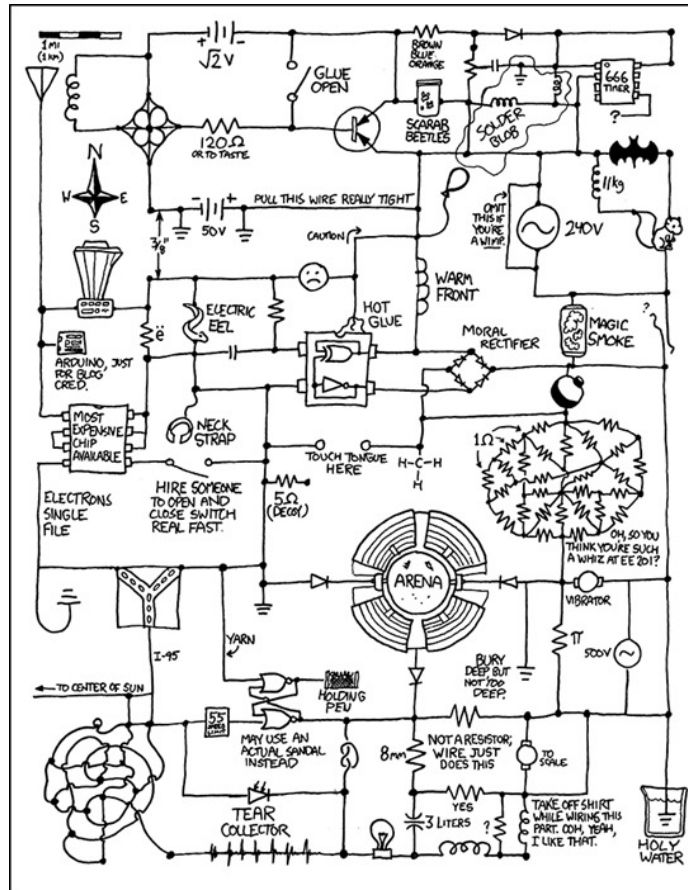 1 MI
(1 KM)
+ -
√2 V
GLUE
OPEN
BROWN
BLUE
ORANGE
666
TIMER
?
SCARAB
BEETLES
SOLDER
BLOB
120Ω
OR TO TASTE
N
W E
S
- +
50V
PULL THIS WIRE REALLY TIGHT
3/8"
CAUTION
OMIT
THIS IF
YOU'RE
A WIMP.
240V
11kg
ELECTRIC
EEL
HOT
GLUE
WARM
FRONT
MORAL
RECTIFIER
MAGIC
SMOKE
?
ë
ARDUINO, JUST
FOR BLOG
CRED.
MOST
EXPENSIVE
CHIP
AVAILABLE
NECK
STRAP
TOUCH TONGUE
HERE
H-C-H
H
1Ω
ELECTRONS
SINGLE
FILE
HIRE SOMEONE
TO OPEN AND
CLOSE SWITCH
REAL FAST.
5Ω
(DECOY)
OH, SO YOU
THINK YOU'RE SUCH
A WHIZ AT EE 201?
ARENA
VIBRATOR
I-95
YARN
BURY
DEEP, BUT
NOT TOO
DEEP.
π
500V
TO CENTER OF SUN
HOLDING
PEN
55
MAY USE AN
ACTUAL SANDAL
INSTEAD
8mm
NOT A RESISTOR;
WIRE JUST
DOES THIS
TO
SCALE
TEAR
COLLECTOR
3 LITERS
YES
?
TAKE OFF SHIRT
WHILE WIRING THIS
PART. OOH, YEAH,
I LIKE THAT.
HOLY
WATER